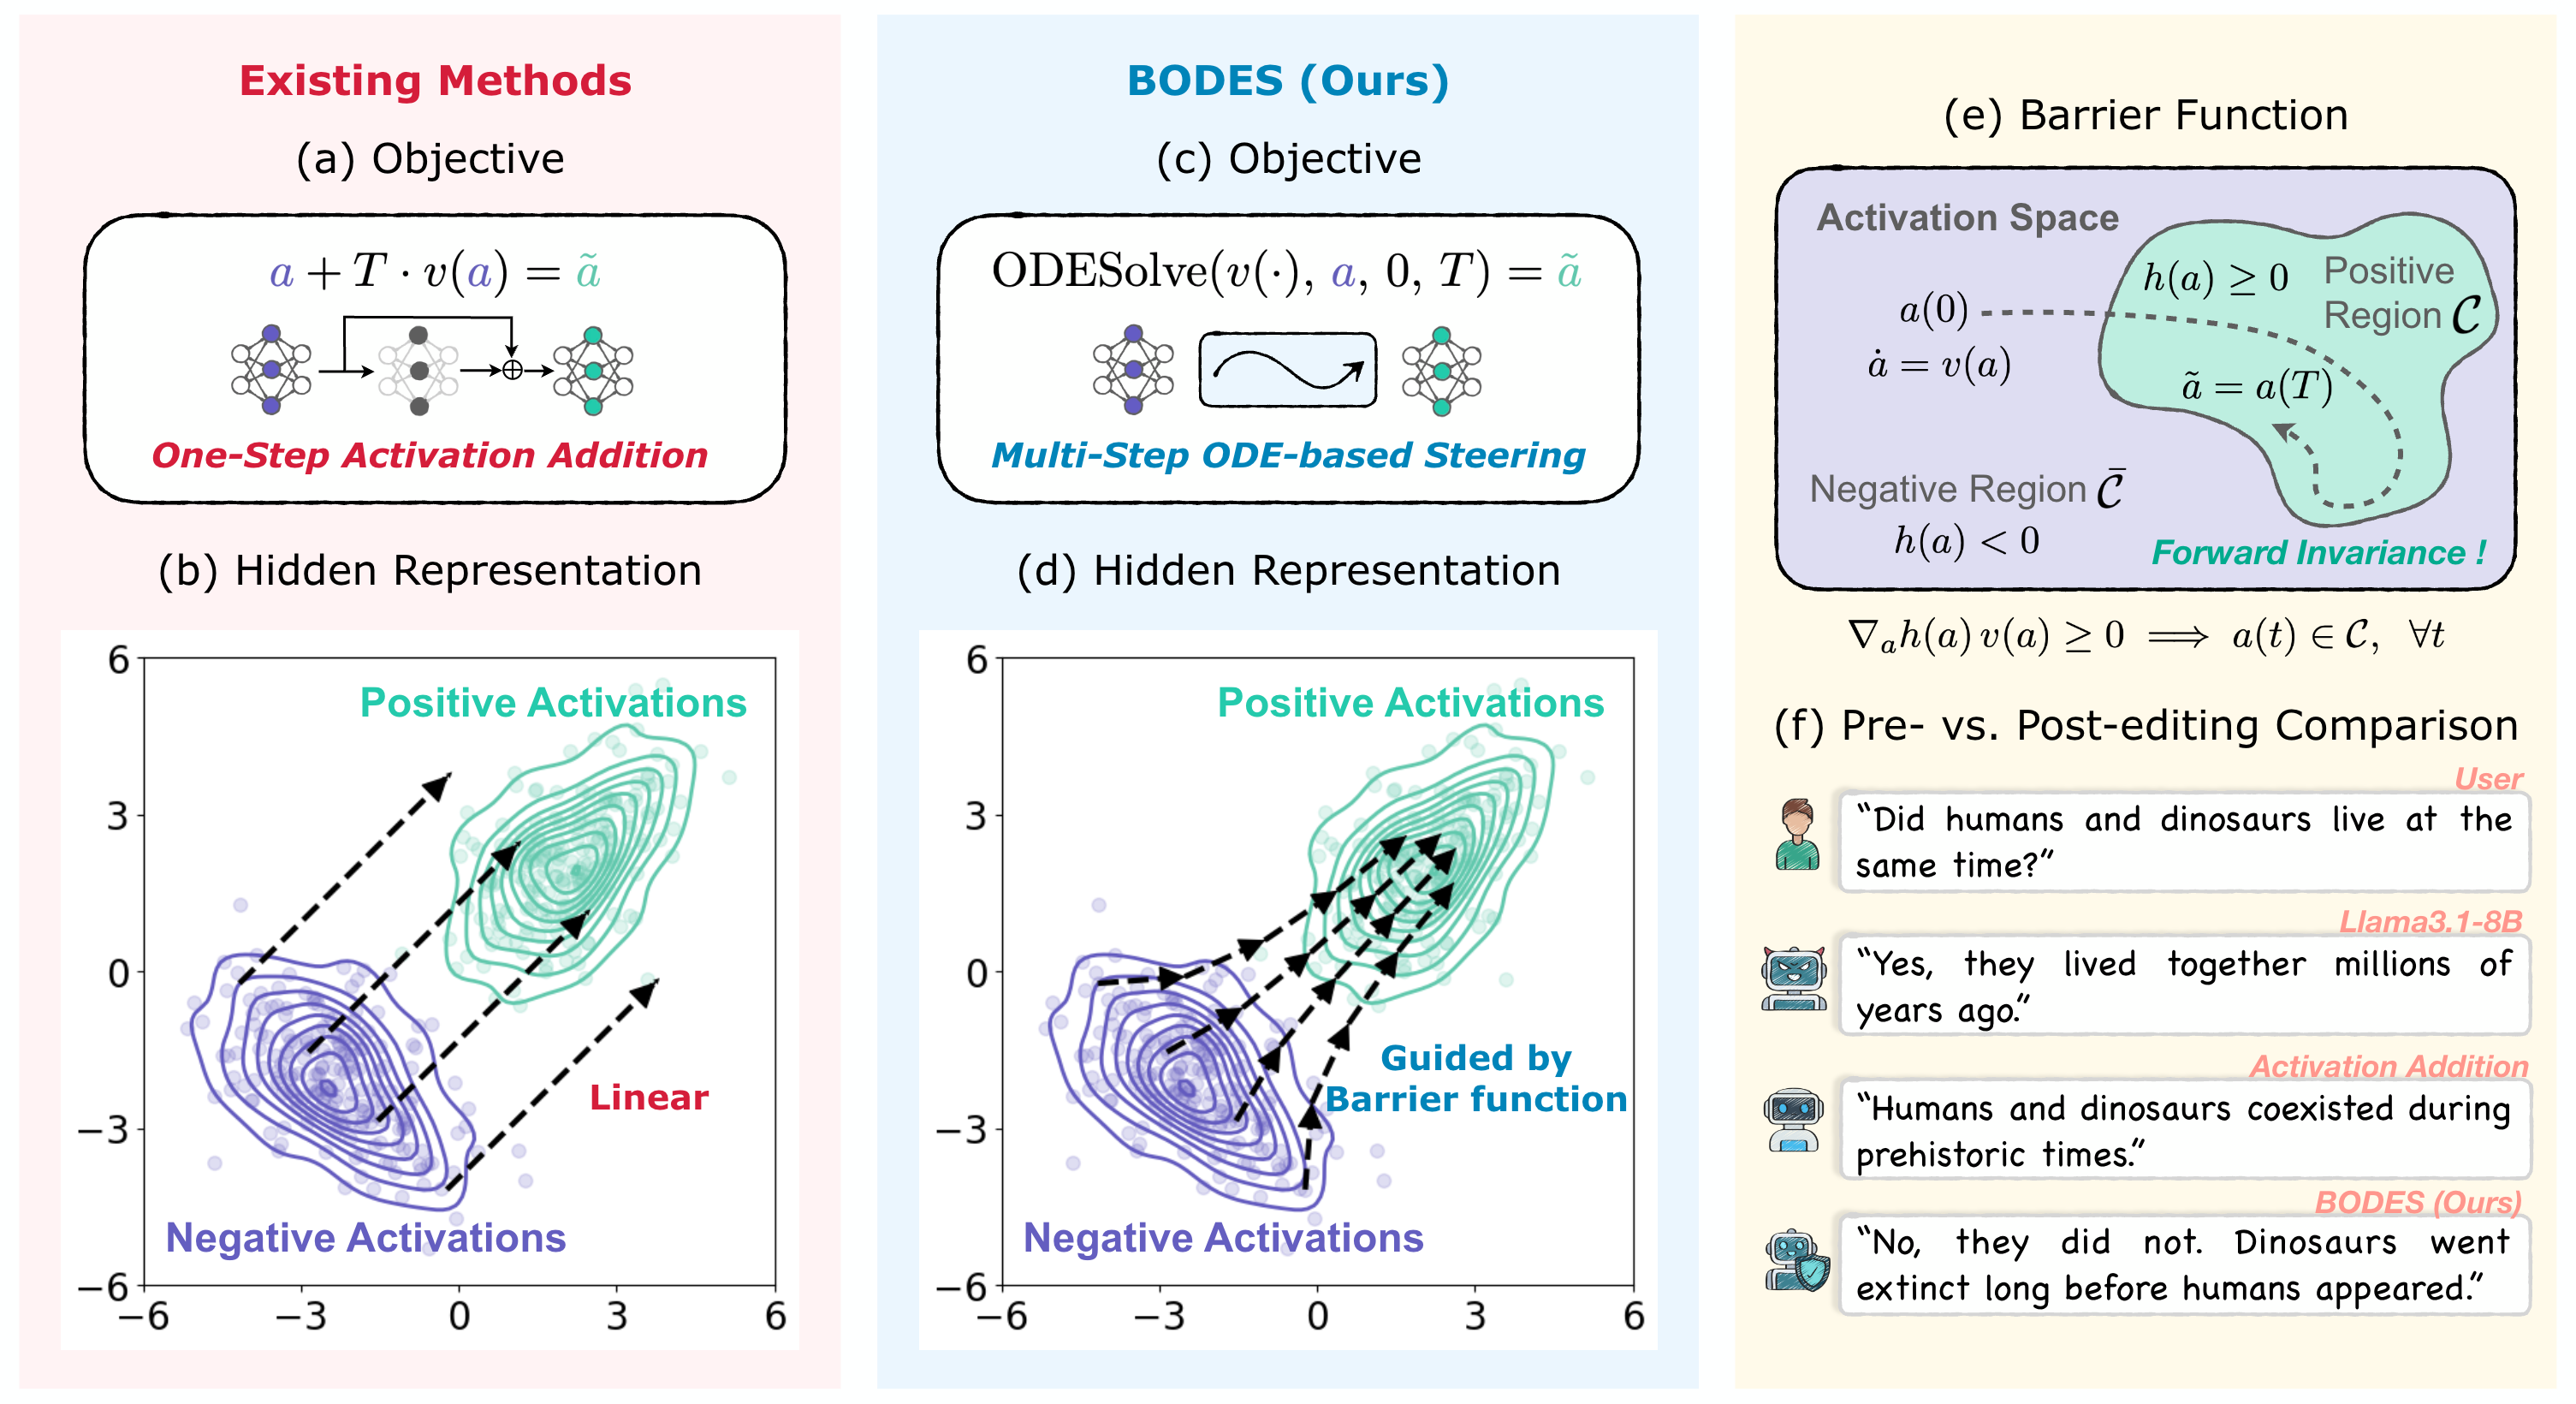 Existing Methods
(a) Objective
a + T · v(a) = ã
One-Step Activation Addition
(b) Hidden Representation
6
3
0
−3
−6
−6 −3 0 3 6
Positive Activations
Linear
Negative Activations
BODES (Ours)
(c) Objective
ODESolve(v(·), a, 0, T) = ã
Multi-Step ODE-based Steering
(d) Hidden Representation
6
3
0
−3
−6
−6 −3 0 3 6
Positive Activations
Guided by
Barrier function
Negative Activations
(e) Barrier Function
Activation Space
h(a) ≥ 0
Positive
Region 𝒞
a(0)
ȧ = v(a)
ã = a(T)
Negative Region 𝒞̄
h(a) < 0
Forward Invariance !
∇ₐh(a) v(a) ≥ 0 ⟹ a(t) ∈ 𝒞, ∀t
(f) Pre- vs. Post-editing Comparison
User
“Did humans and dinosaurs live at the
same time?”
Llama3.1-8B
“Yes, they lived together millions of
years ago.”
Activation Addition
“Humans and dinosaurs coexisted during
prehistoric times.”
BODES (Ours)
“No, they did not. Dinosaurs went
extinct long before humans appeared.”